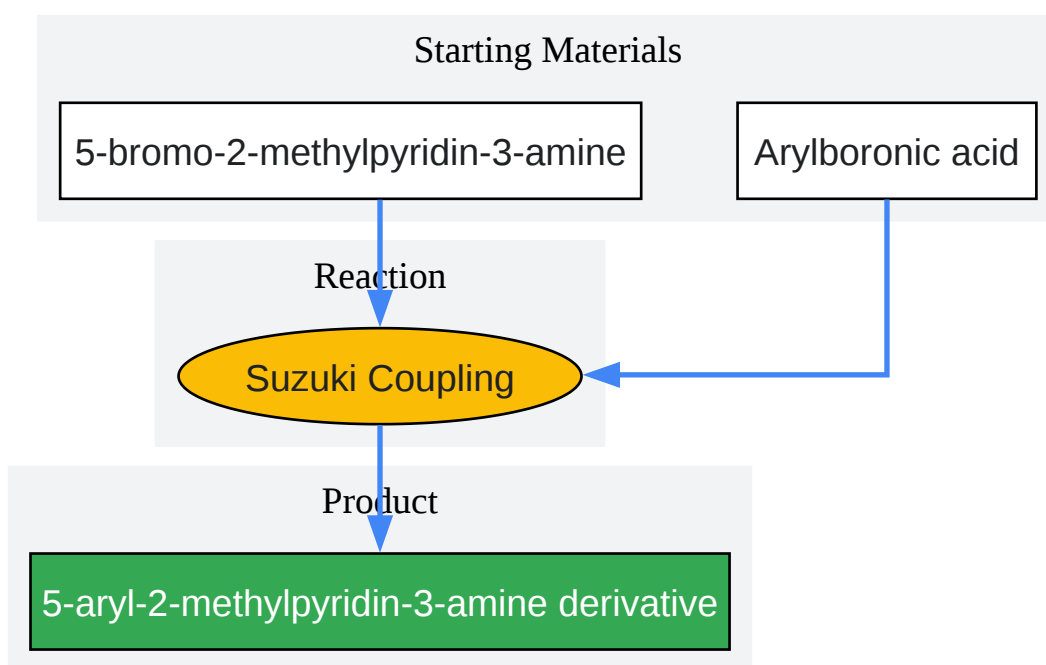 Starting Materials
5-bromo-2-methylpyridin-3-amine
Arylboronic acid
Reaction
Suzuki Coupling
Product
5-aryl-2-methylpyridin-3-amine derivative